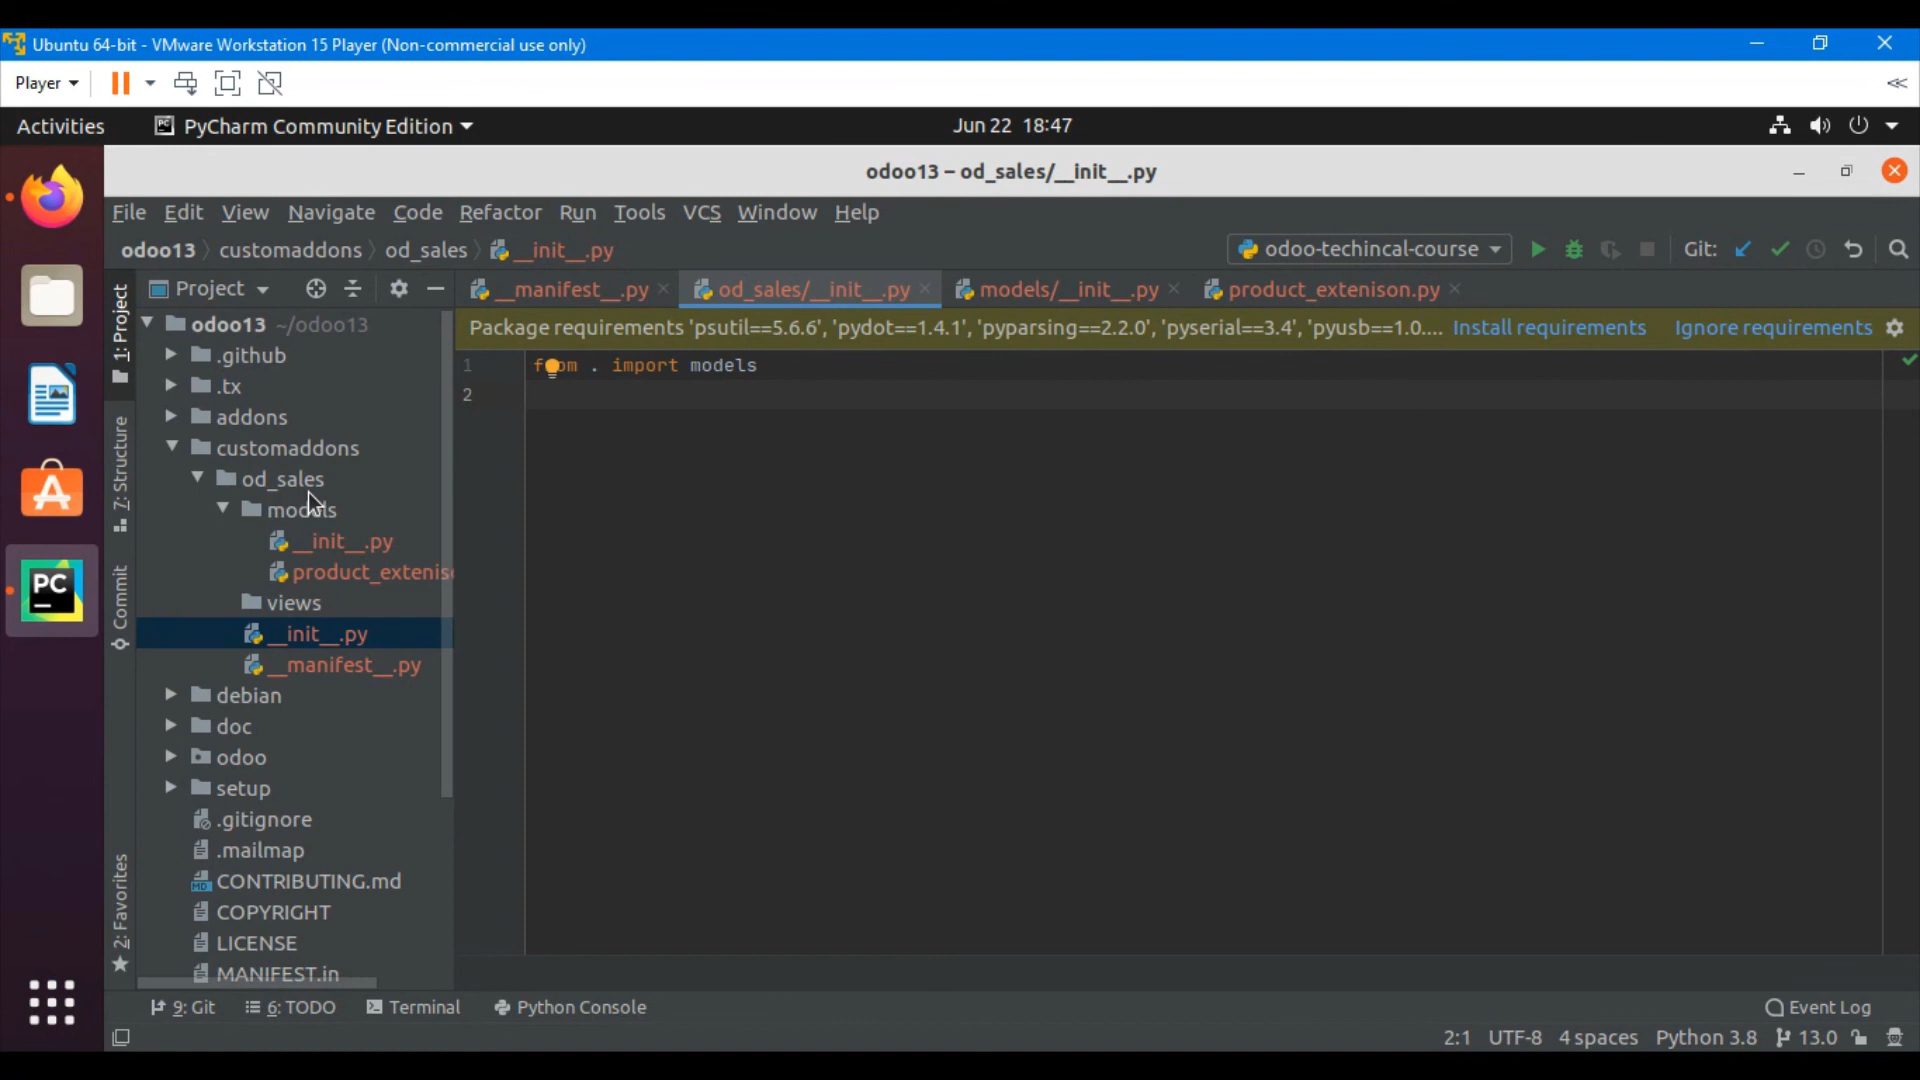 Ubuntu 64-bit - VMware Workstation 15 Player (Non-commercial use only)
Player
Activities
PyCharm Community Edition
Jun 22 18:47
odoo13 – od_sales/__init__.py
File Edit View Navigate Code Refactor Run Tools VCS Window Help
odoo13 customaddons od_sales __init__.py
odoo-techincal-course
Git:
1: Project
7: Structure
Commit
2: Favorites
Project
__manifest__.py
od_sales/__init__.py
models/__init__.py
product_extenison.py
odoo13 ~/odoo13
.github
.tx
addons
customaddons
od_sales
models
__init__.py
product_extenis
views
__init__.py
__manifest__.py
debian
doc
odoo
setup
.gitignore
.mailmap
CONTRIBUTING.md
COPYRIGHT
LICENSE
MANIFEST.in
Package requirements 'psutil==5.6.6', 'pydot==1.4.1', 'pyparsing==2.2.0', 'pyserial==3.4', 'pyusb==1.0.... Install requirements Ignore requirements
1 from . import models
2
9: Git 6: TODO Terminal Python Console Event Log
2:1 UTF-8 4 spaces Python 3.8 13.0
PC